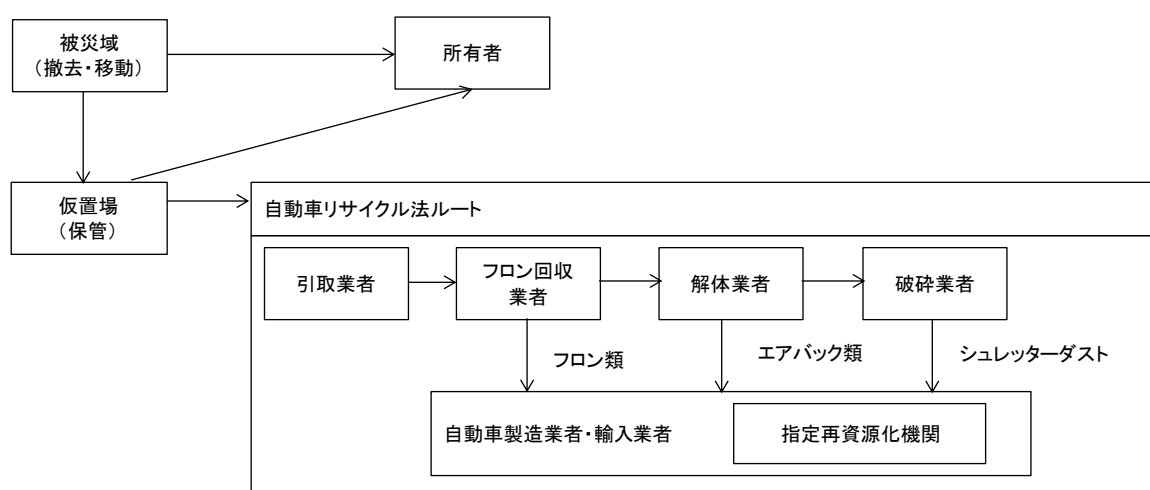 被災域
（撤去・移動）
所有者
仮置場
（保管）
自動車リサイクル法ルート
引取業者
フロン回収
業者
解体業者
破砕業者
フロン類
エアバック類
シュレッターダスト
自動車製造業者・輸入業者
指定再資源化機関